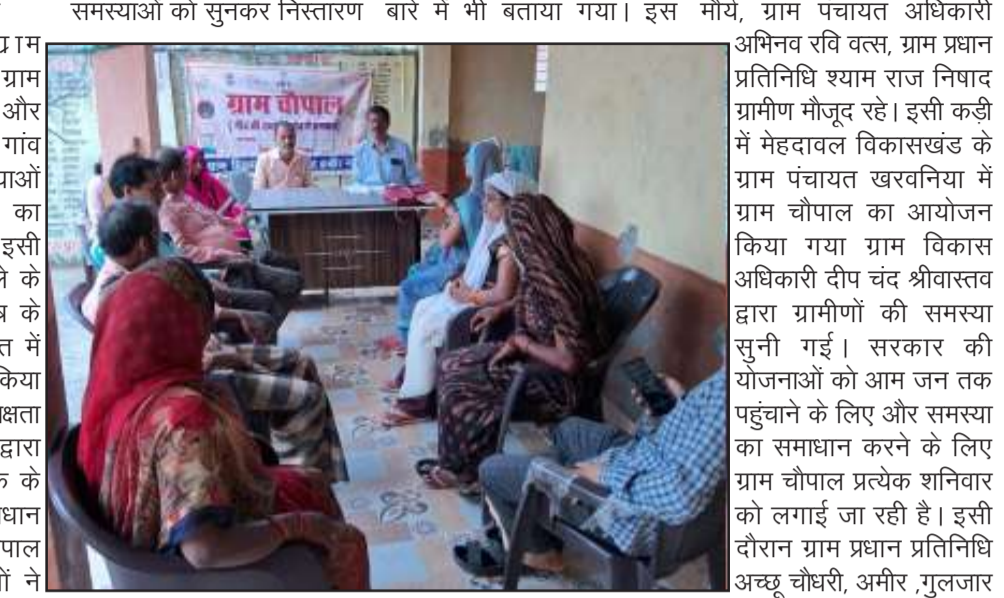 समस्याओं को सुनकर निस्तारण
ग्राम
ग्राम
और
गांव
का
इसी
के
के
में
द्वारा
के
ने
ग्राम चौपाल
बारे में भी बताया गया। इस
मौर्य, ग्राम पंचायत अधिकारी
अभिनव रवि वत्स, ग्राम प्रधान
प्रतिनिधि श्याम राज निषाद
ग्रामीण मौजूद रहे। इसी कड़ी
में मेहदावल विकासखंड के
ग्राम पंचायत खरवनिया में
ग्राम चौपाल का आयोजन
किया गया ग्राम विकास
अधिकारी दीप चंद श्रीवास्तव
द्वारा ग्रामीणों की समस्या
सुनी गई। सरकार की
योजनाओं को आम जन तक
पहुंचाने के लिए और समस्या
का समाधान करने के लिए
ग्राम चौपाल प्रत्येक शनिवार
को लगाई जा रही है। इसी
दौरान ग्राम प्रधान प्रतिनिधि
अच्छू चौधरी, अमीर ,गुलजार